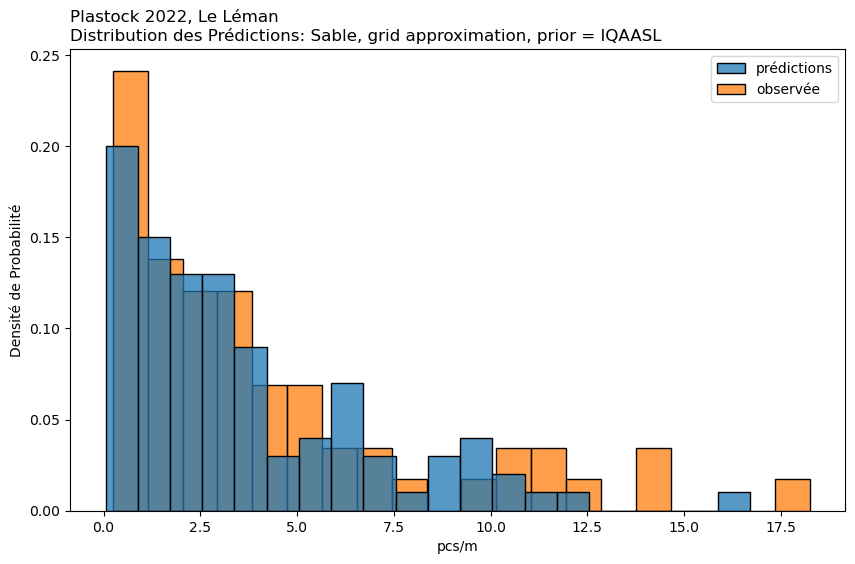 Plastock 2022, Le Léman
Distribution des Prédictions: Sable, grid approximation, prior = IQAASL
prédictions
observée
Densité de Probabilité
0.25
0.20
0.15
0.10
0.05
0.00
0.0 2.5 5.0 7.5 10.0 12.5 15.0 17.5
pcs/m